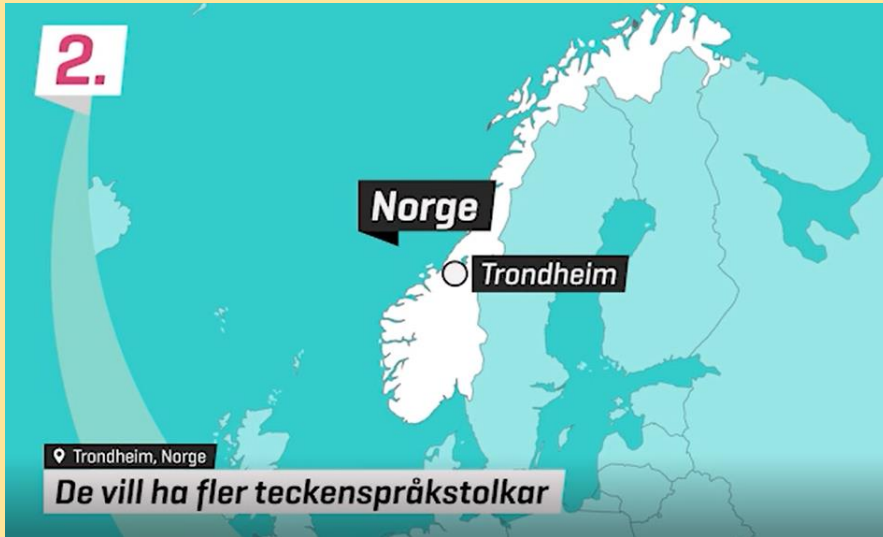 2.
Norge
Trondheim
Trondheim, Norge
De vill ha fler teckenspråkstolkar